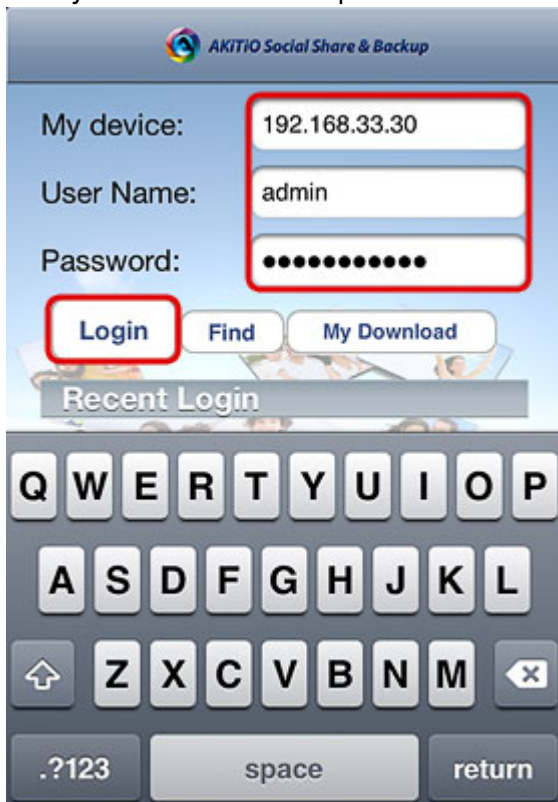 AKiTiO Social Share & Backup
My device: 192.168.33.30
User Name: admin
Password: ●●●●●●●●●●●
Login Find My Download
Recent Login
Q W E R T Y U I O P
A S D F G H J K L
Z X C V B N M
.?123 space return